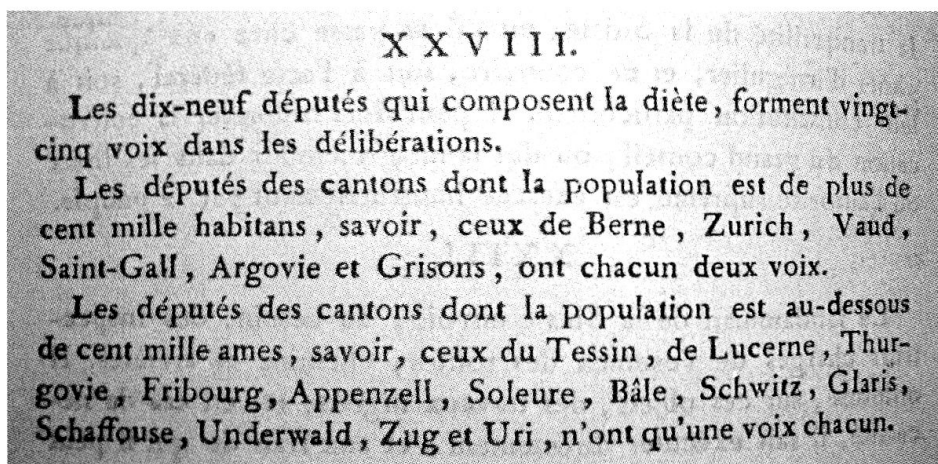 XXVIII.
Les dix-neuf députés qui composent la diète, forment vingt-
cinq voix dans les délibérations.
Les députés des cantons dont la population est de plus de
cent mille habitans, savoir, ceux de Berne, Zurich, Vaud,
Saint-Gall, Argovie et Grisons, ont chacun deux voix.
Les députés des cantons dont la population est au-dessous
de cent mille ames, savoir, ceux du Tessin, de Lucerne, Thur-
govie, Fribourg, Appenzell, Soleure, Bâle, Schwitz, Glaris,
Schaffouse, Underwald, Zug et Uri, n'ont qu'une voix chacun.